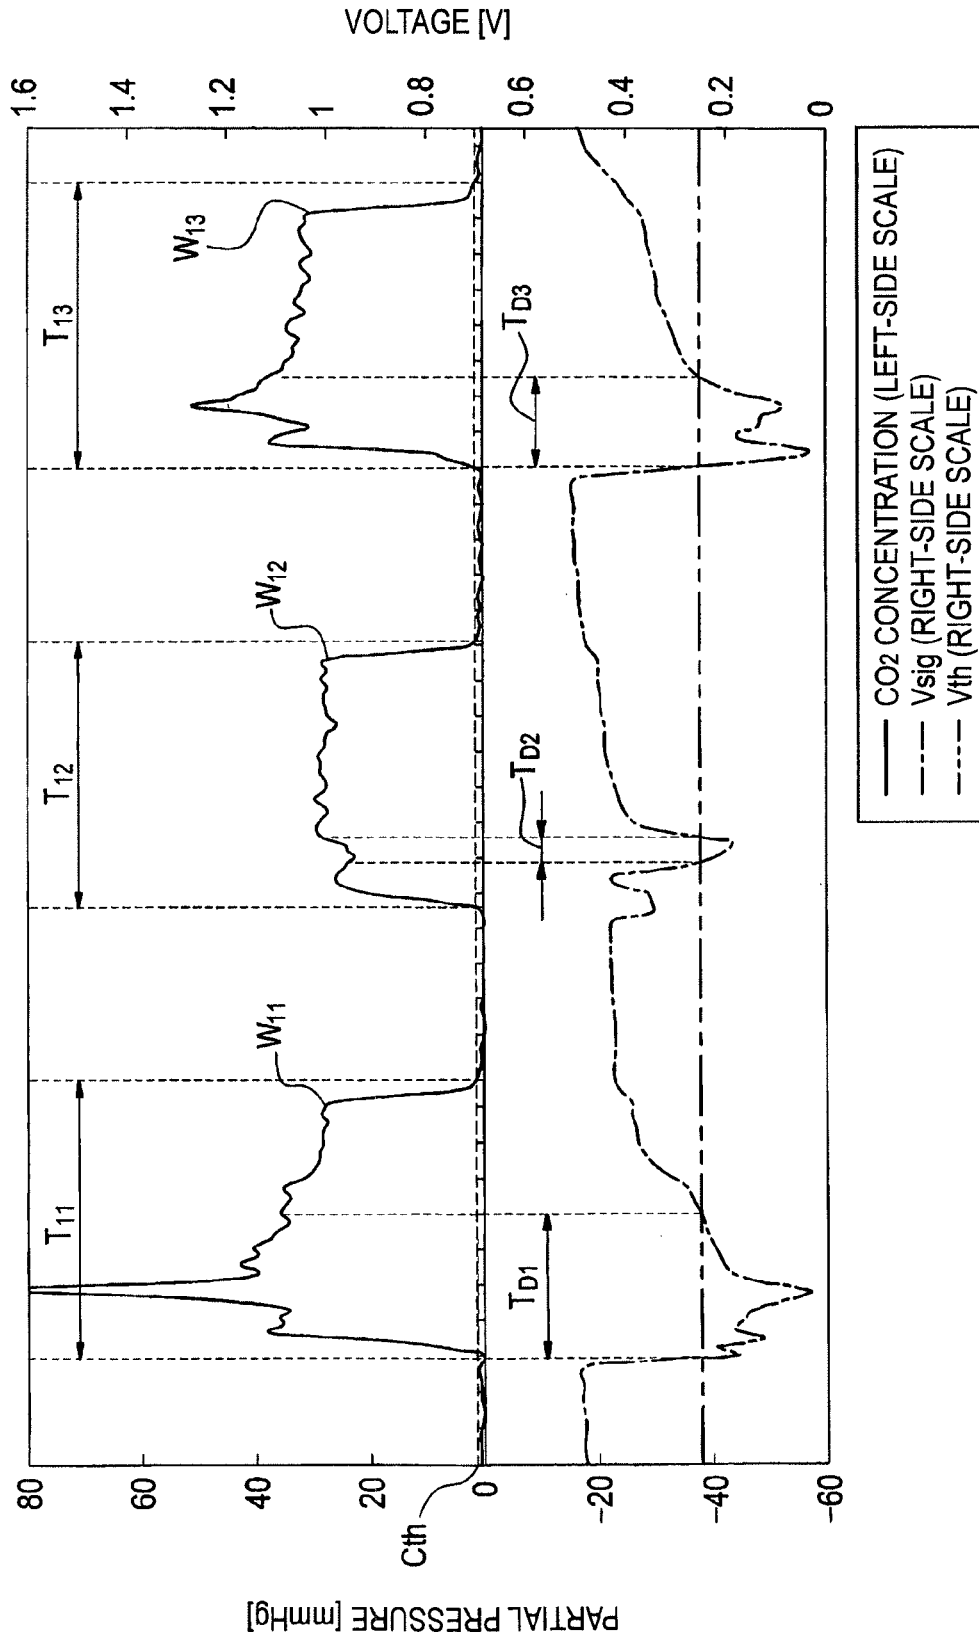 PARTIAL PRESSURE [mmHg]
80
60
40
20
0
-20
-40
-60
Cth
T11
T12
T13
W11
W12
W13
TD1
TD2
TD3
VOLTAGE [V]
1.6
1.4
1.2
1
0.8
0.6
0.4
0.2
0
CO2 CONCENTRATION (LEFT-SIDE SCALE)
Vsig (RIGHT-SIDE SCALE)
Vth (RIGHT-SIDE SCALE)